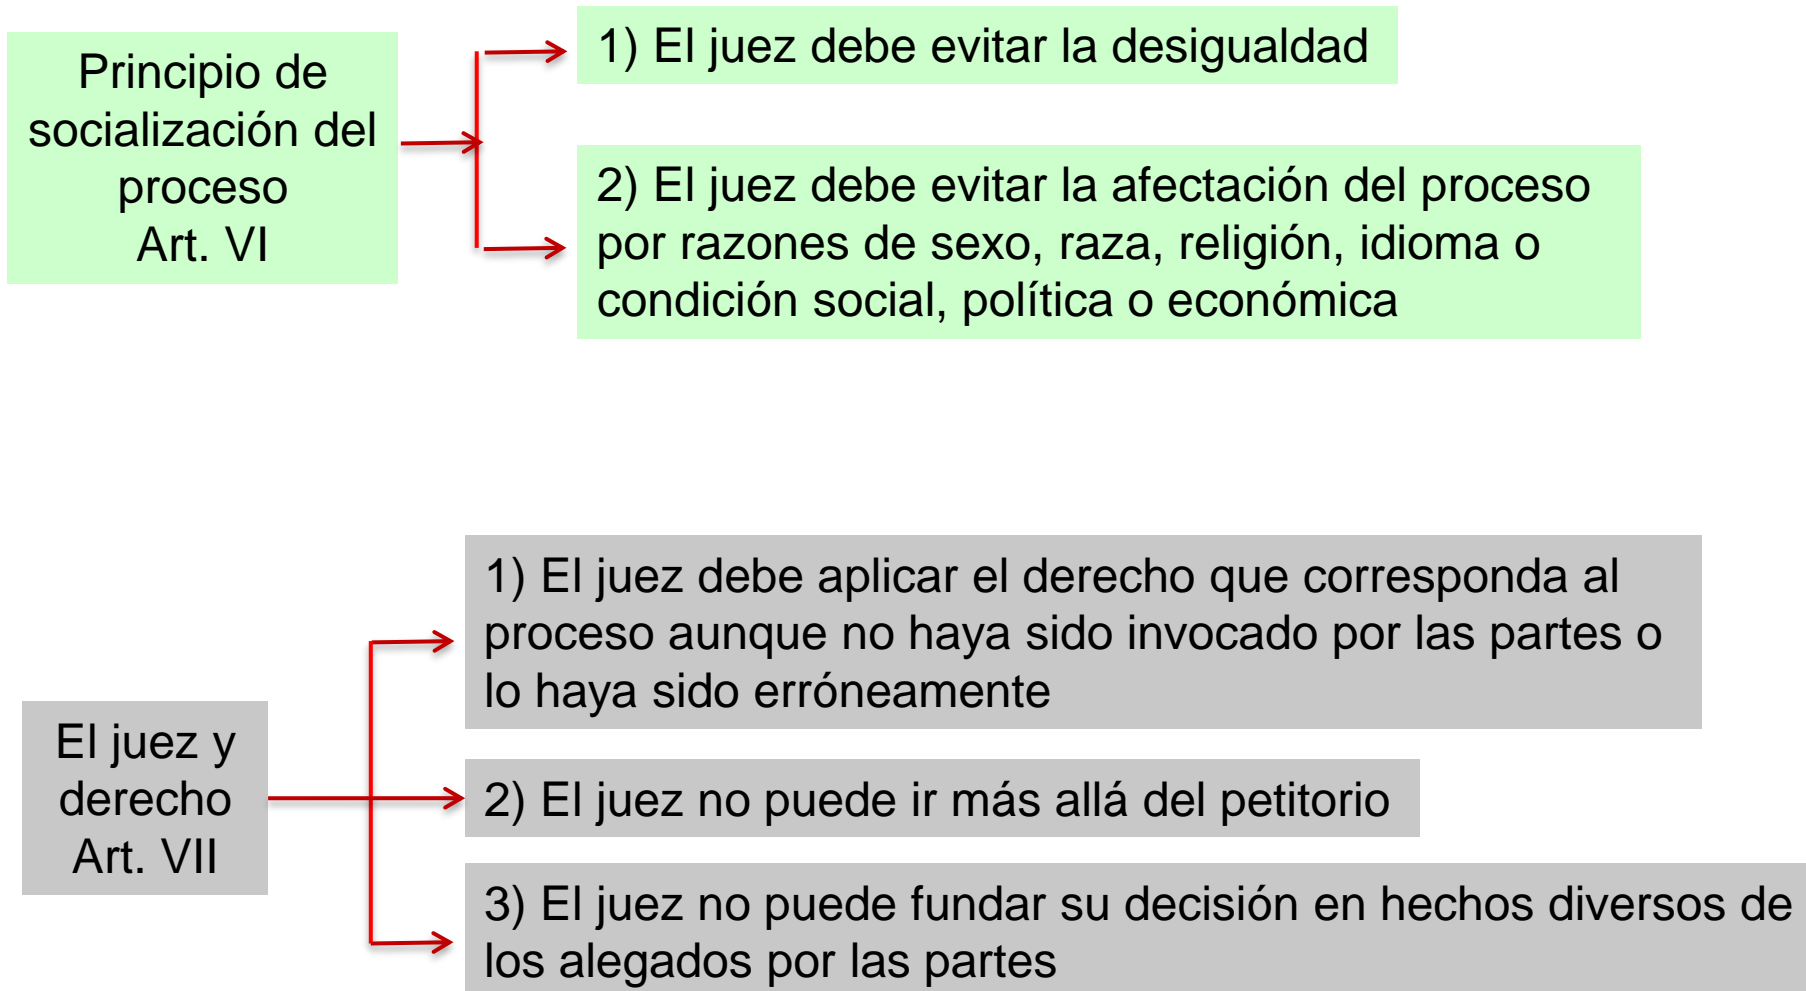 Principio de
socialización del
proceso
Art. VI
1) El juez debe evitar la desigualdad
2) El juez debe evitar la afectación del proceso
por razones de sexo, raza, religión, idioma o
condición social, política o económica
El juez y
derecho
Art. VII
1) El juez debe aplicar el derecho que corresponda al
proceso aunque no haya sido invocado por las partes o
lo haya sido erróneamente
2) El juez no puede ir más allá del petitorio
3) El juez no puede fundar su decisión en hechos diversos de
los alegados por las partes